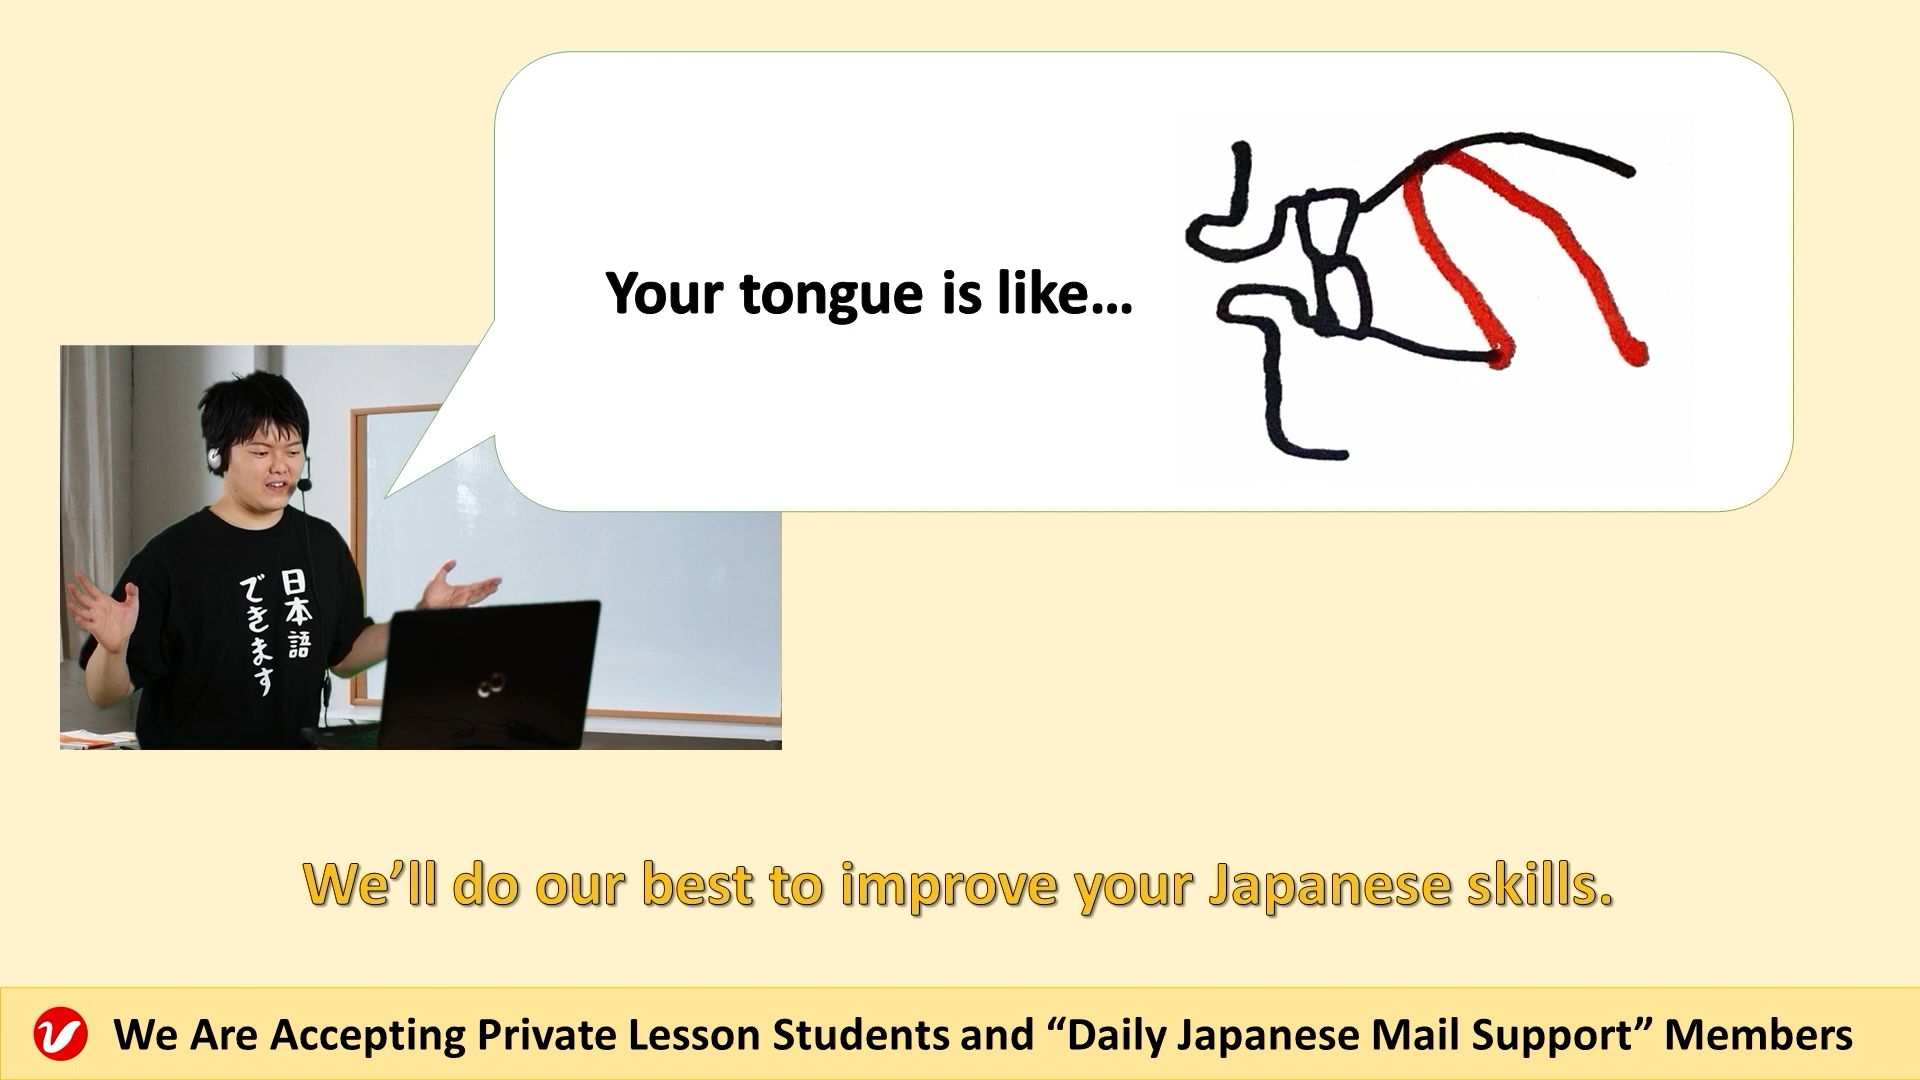 Your tongue is like…
日本語
できます
We’ll do our best to improve your Japanese skills.
We Are Accepting Private Lesson Students and “Daily Japanese Mail Support” Members